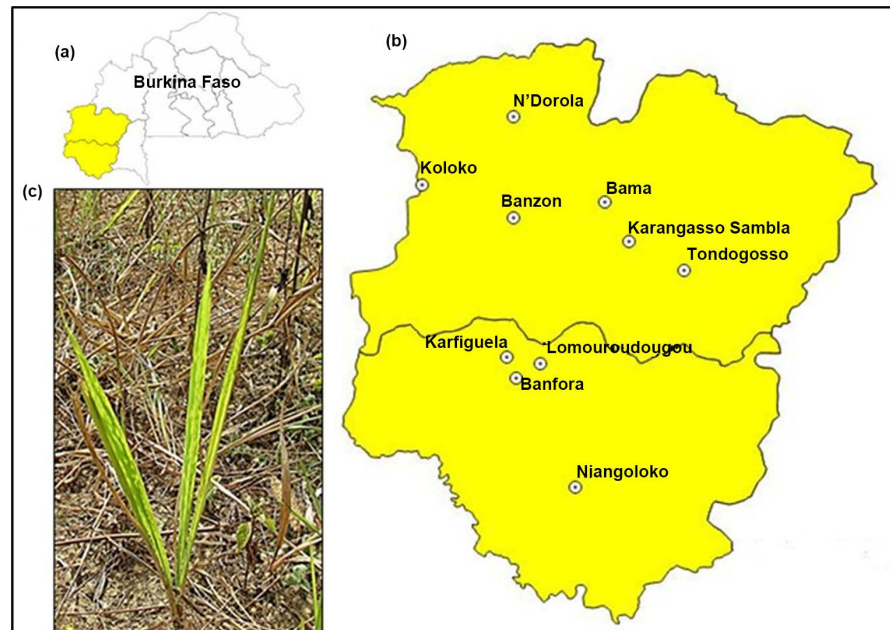 (a)
Burkina Faso
(b)
N'Dorola
Koloko
Banzon
Bama
Karangasso Sambla
Tondogosso
Karfiguela
Lomouroudougou
Banfora
Niangoloko
(c)